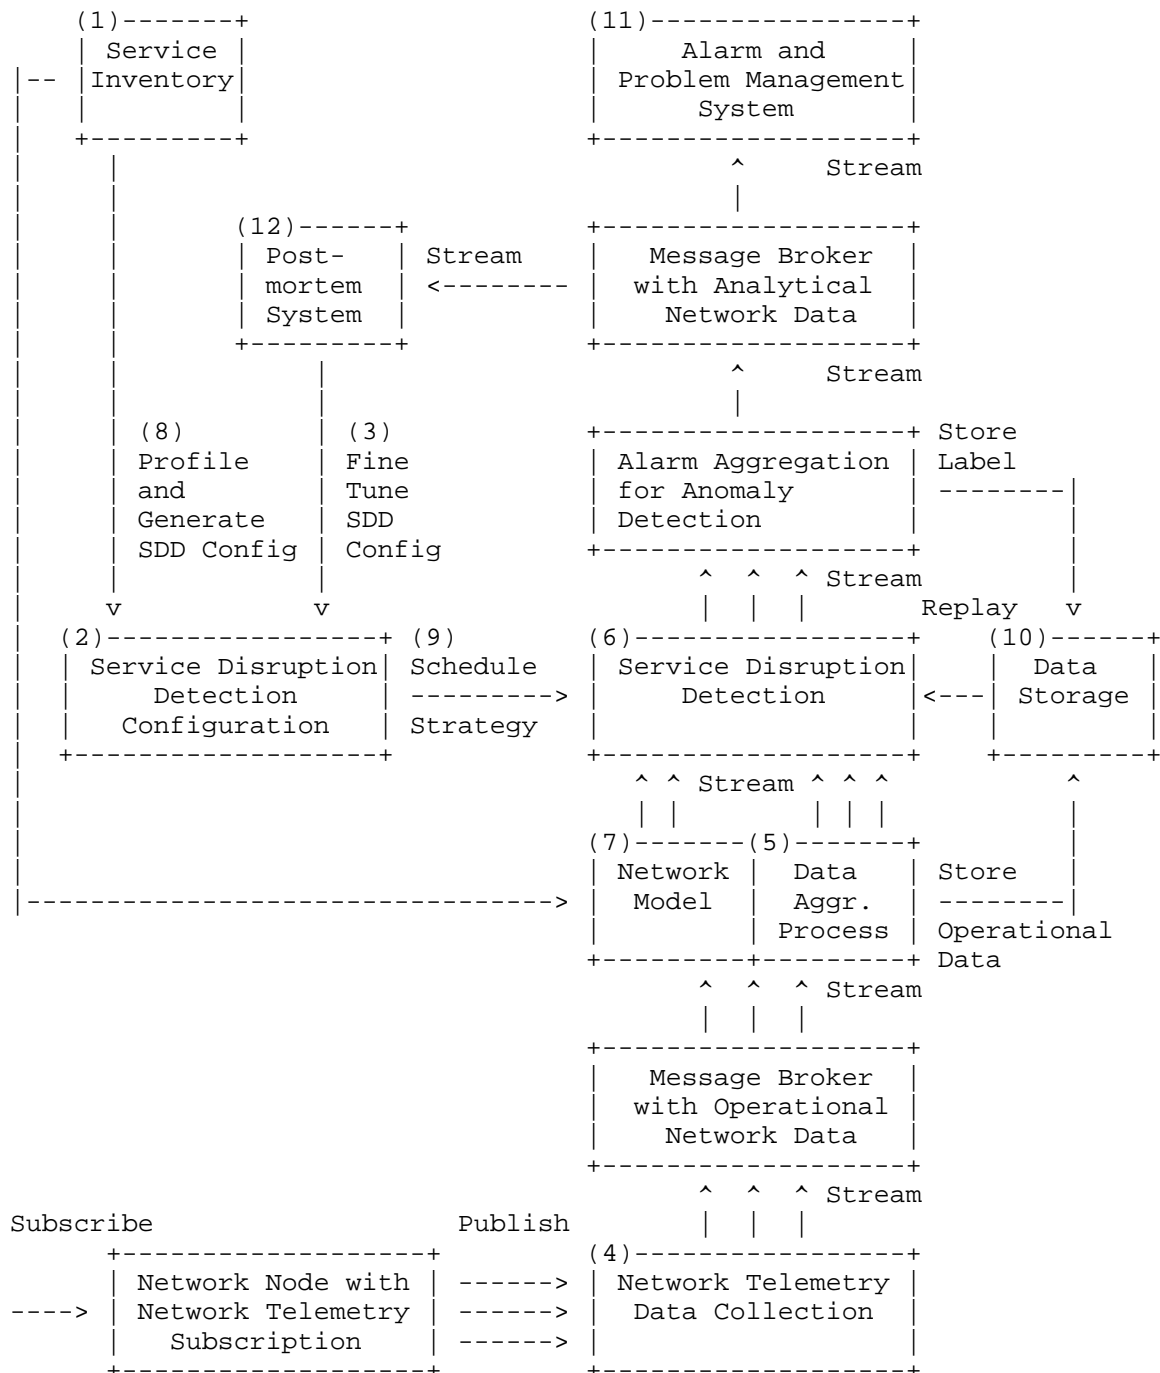 (1)-------+ (11)----------------+
| Service | | Alarm and |
|-- |Inventory| | Problem Management|
| | | | System |
| +---------+ +-------------------+
| | ^ Stream
| | |
| | (12)------+ +-------------------+
| | | Post- | Stream | Message Broker |
| | | mortem | <-------- | with Analytical |
| | | System | | Network Data |
| | +---------+ +-------------------+
| | | ^ Stream
| | | |
| | (8) | (3) +-------------------+ Store
| | Profile | Fine | Alarm Aggregation | Label
| | and | Tune | for Anomaly | --------|
| | Generate | SDD | Detection | |
| | SDD Config | Config +-------------------+ |
| | | ^ ^ ^ Stream |
| v v | | | Replay v
| (2)-----------------+ (9) (6)-----------------+ (10)------+
| | Service Disruption| Schedule | Service Disruption| | Data |
| | Detection | ---------> | Detection |<---| Storage |
| | Configuration | Strategy | | | |
| +-------------------+ +-------------------+ +---------+
| ^ ^ Stream ^ ^ ^ ^
| | | | | | |
| (7)-------(5)-------+ |
| | Network | Data | Store |
|---------------------------------> | Model | Aggr. | --------|
| | Process | Operational
+---------+---------+ Data
^ ^ ^ Stream
| | |
+-------------------+
| Message Broker |
| with Operational |
| Network Data |
+-------------------+
^ ^ ^ Stream
Subscribe Publish | | |
+-------------------+ (4)-----------------+
| Network Node with | ------> | Network Telemetry |
----> | Network Telemetry | ------> | Data Collection |
| Subscription | ------> | |
+-------------------+ +-------------------+